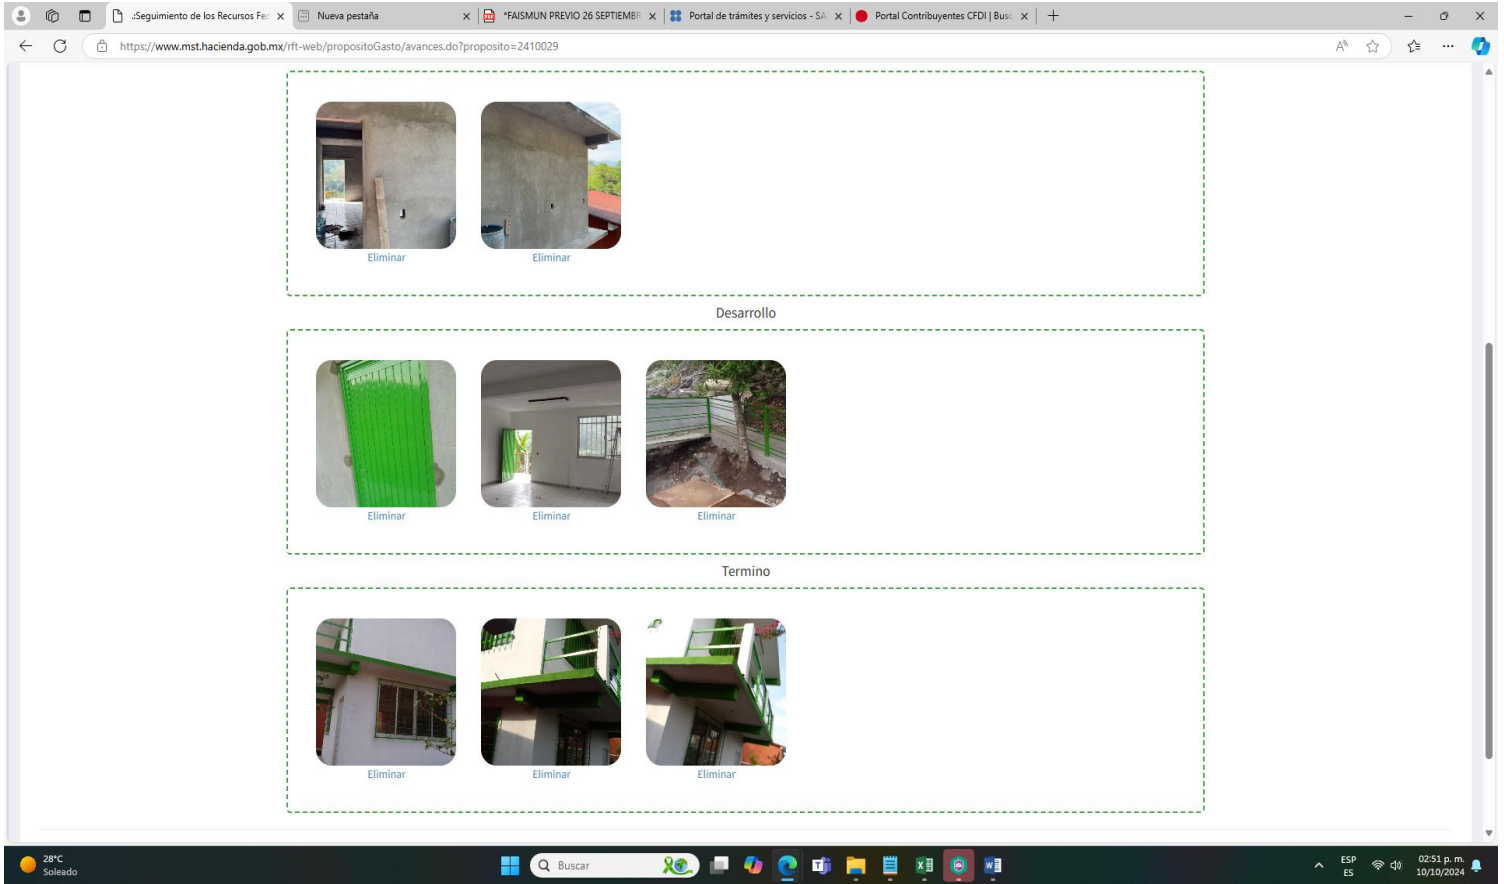 .:Seguimiento de los Recursos Fec
Nueva pestaña
*FAISMUN PREVIO 26 SEPTIEMBR
Portal de trámites y servicios - SA
Portal Contribuyentes CFDI | Busc
https://www.mst.hacienda.gob.mx/rft-web/propositoGasto/avances.do?proposito=2410029
Eliminar
Eliminar
Desarrollo
Eliminar
Eliminar
Eliminar
Termino
Eliminar
Eliminar
Eliminar
28°C
Soleado
Buscar
ESP
ES
02:51 p. m.
10/10/2024